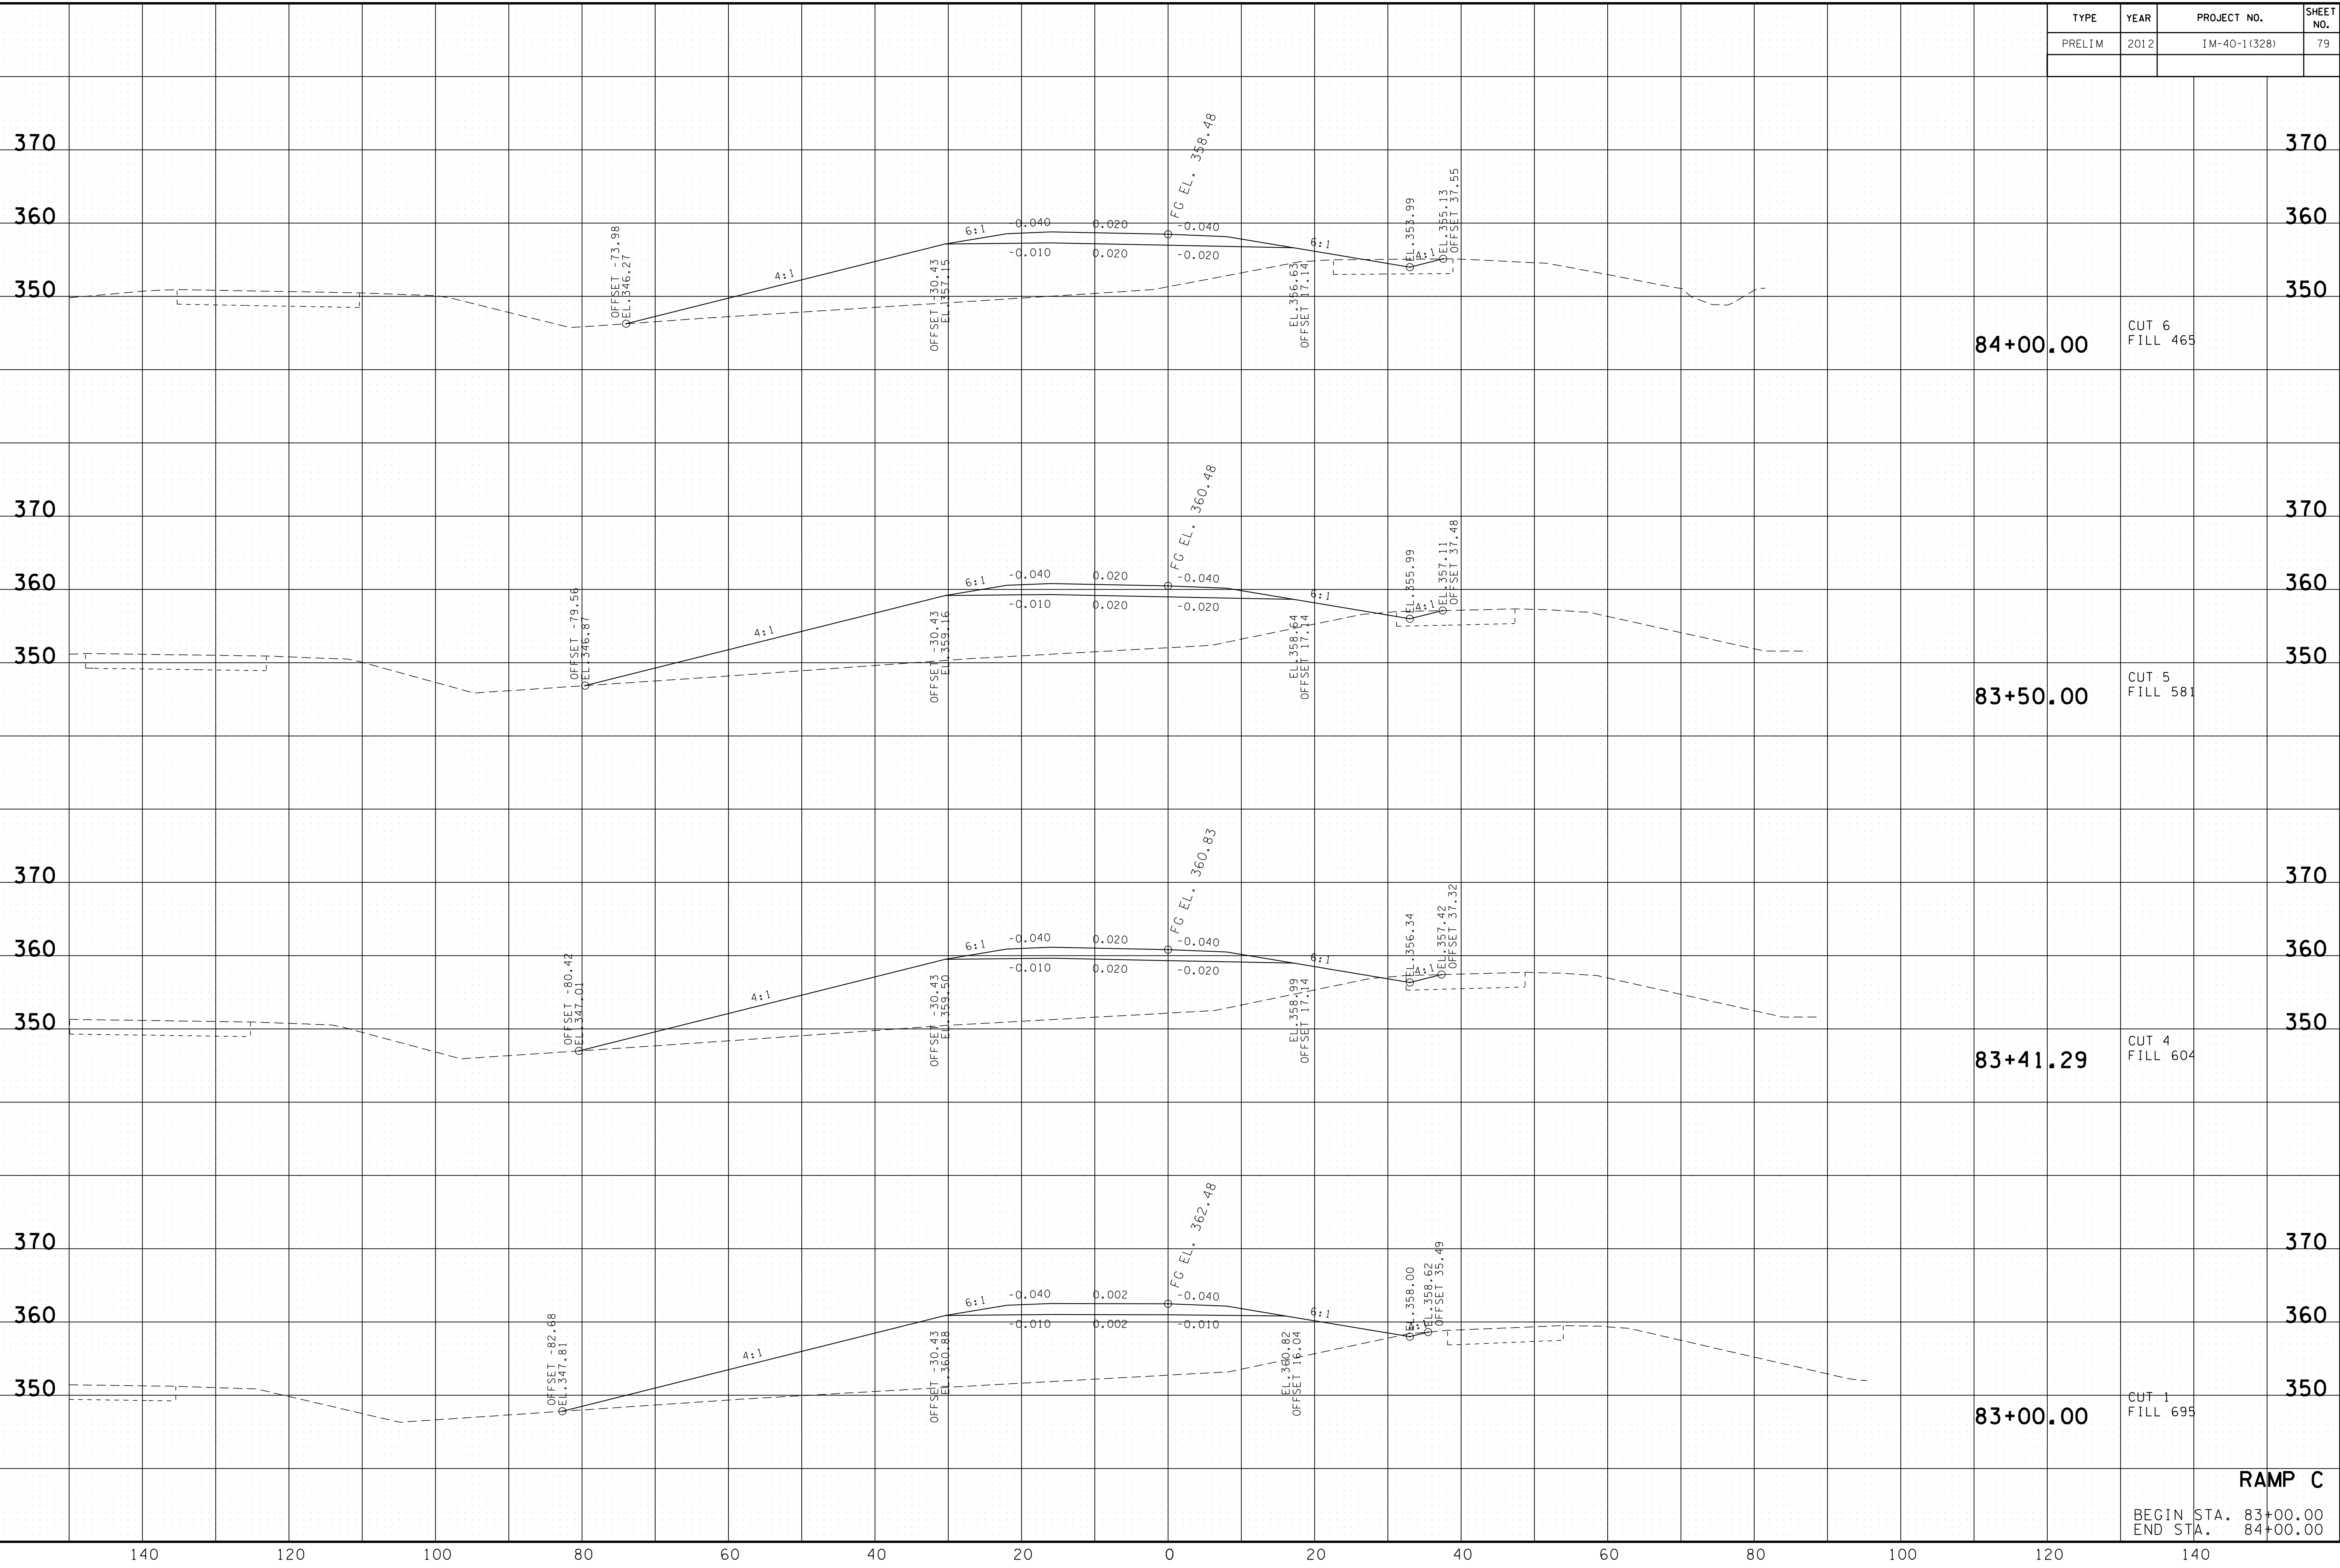 TYPE YEAR PROJECT NO. SHEET NO.
PRELIM 2012 IM-40-1(328) 79
370 370
360 360
350 350
OFFSET -73.98
EL.346.27
4:1
6:1
-0.040 0.020 -0.040
-0.010 0.020 -0.020
FG EL. 358.48
OFFSET -30.43
EL.357.15
EL.356.63
OFFSET 17.14
6:1
EL.353.99
4:1
EL.355.13
OFFSET 37.55
84+00.00
CUT 6
FILL 465
370 370
360 360
350 350
OFFSET -79.56
EL.346.87
4:1
6:1
-0.040 0.020 -0.040
-0.010 0.020 -0.020
FG EL. 360.48
OFFSET -30.43
EL.359.16
EL.358.64
OFFSET 17.14
6:1
EL.355.99
4:1
EL.357.11
OFFSET 37.48
83+50.00
CUT 5
FILL 581
370 370
360 360
350 350
OFFSET -80.42
EL.347.01
4:1
6:1
-0.040 0.020 -0.040
-0.010 0.020 -0.020
FG EL. 360.83
OFFSET -30.43
EL.359.50
EL.358.99
OFFSET 17.14
6:1
EL.356.34
4:1
EL.357.42
OFFSET 37.32
83+41.29
CUT 4
FILL 604
370 370
360 360
350 350
OFFSET -82.68
EL.347.81
4:1
6:1
-0.040 0.002 -0.040
-0.010 0.002 -0.010
FG EL. 362.48
OFFSET -30.43
EL.360.88
EL.360.82
OFFSET 16.04
6:1
EL.358.00
4:1
EL.358.62
OFFSET 35.49
83+00.00
CUT 1
FILL 695
RAMP C
BEGIN STA. 83+00.00
END STA. 84+00.00
140 120 100 80 60 40 20 0 20 40 60 80 100 120 140